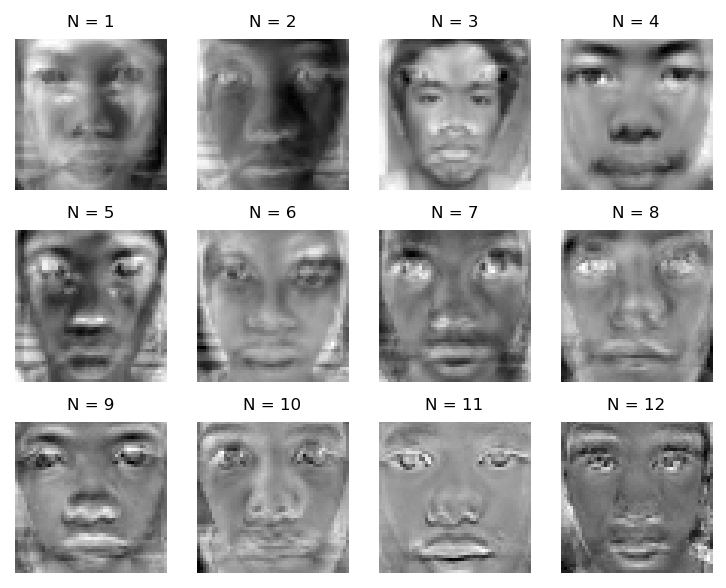 N = 1
N = 2
N = 3
N = 4
N = 5
N = 6
N = 7
N = 8
N = 9
N = 10
N = 11
N = 12